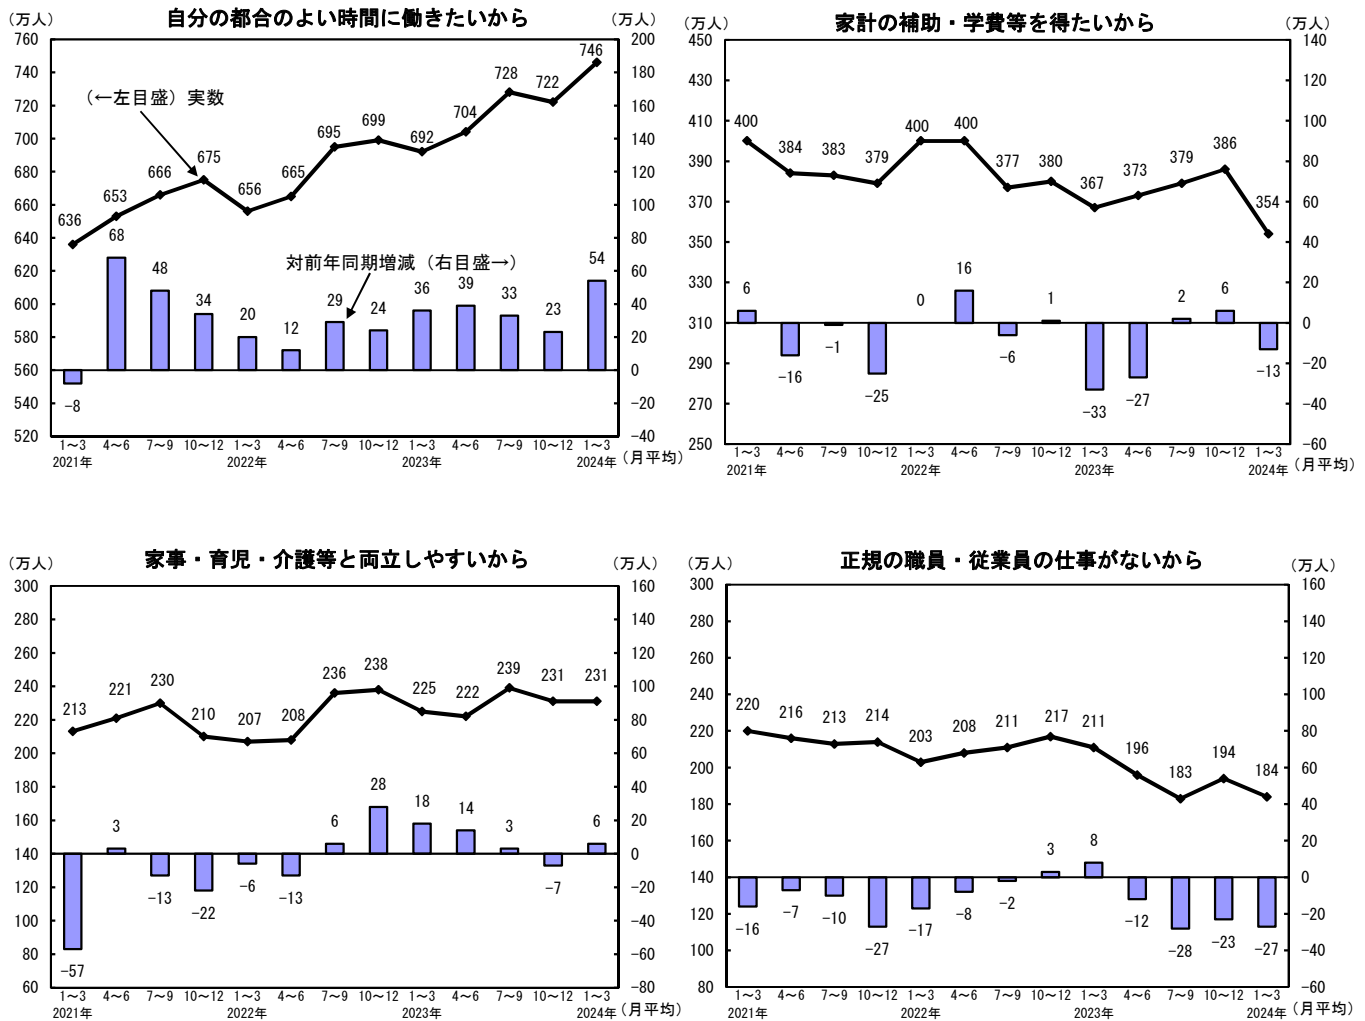 自分の都合のよい時間に働きたいから
（万人）
（万人）
760
740
720
700
680
660
640
620
600
580
560
540
520
200
180
160
140
120
100
80
60
40
20
0
−20
−40
（←左目盛）実数
対前年同期増減（右目盛→）
636 653 666 675 656 665 695 699 692 704 728 722 746
−8 68 48 34 20 12 29 24 36 39 33 23 54
1～3 4～6 7～9 10～12 1～3 4～6 7～9 10～12 1～3 4～6 7～9 10～12 1～3
2021年 2022年 2023年 2024年
（月平均）
家計の補助・学費等を得たいから
（万人）
（万人）
450
430
410
390
370
350
330
310
290
270
250
140
120
100
80
60
40
20
0
−20
−40
−60
400 384 383 379 400 400 377 380 367 373 379 386 354
6 −16 −1 −25 0 16 −6 1 −33 −27 2 6 −13
1～3 4～6 7～9 10～12 1～3 4～6 7～9 10～12 1～3 4～6 7～9 10～12 1～3
2021年 2022年 2023年 2024年
（月平均）
家事・育児・介護等と両立しやすいから
（万人）
（万人）
300
280
260
240
220
200
180
160
140
120
100
80
60
160
140
120
100
80
60
40
20
0
−20
−40
−60
−80
213 221 230 210 207 208 236 238 225 222 239 231 231
−57 3 −13 −22 −6 −13 6 28 18 14 3 −7 6
1～3 4～6 7～9 10～12 1～3 4～6 7～9 10～12 1～3 4～6 7～9 10～12 1～3
2021年 2022年 2023年 2024年
（月平均）
正規の職員・従業員の仕事がないから
（万人）
（万人）
300
280
260
240
220
200
180
160
140
120
100
80
160
140
120
100
80
60
40
20
0
−20
−40
−60
220 216 213 214 203 208 211 217 211 196 183 194 184
−16 −7 −10 −27 −17 −8 −2 3 8 −12 −28 −23 −27
1～3 4～6 7～9 10～12 1～3 4～6 7～9 10～12 1～3 4～6 7～9 10～12 1～3
2021年 2022年 2023年 2024年
（月平均）